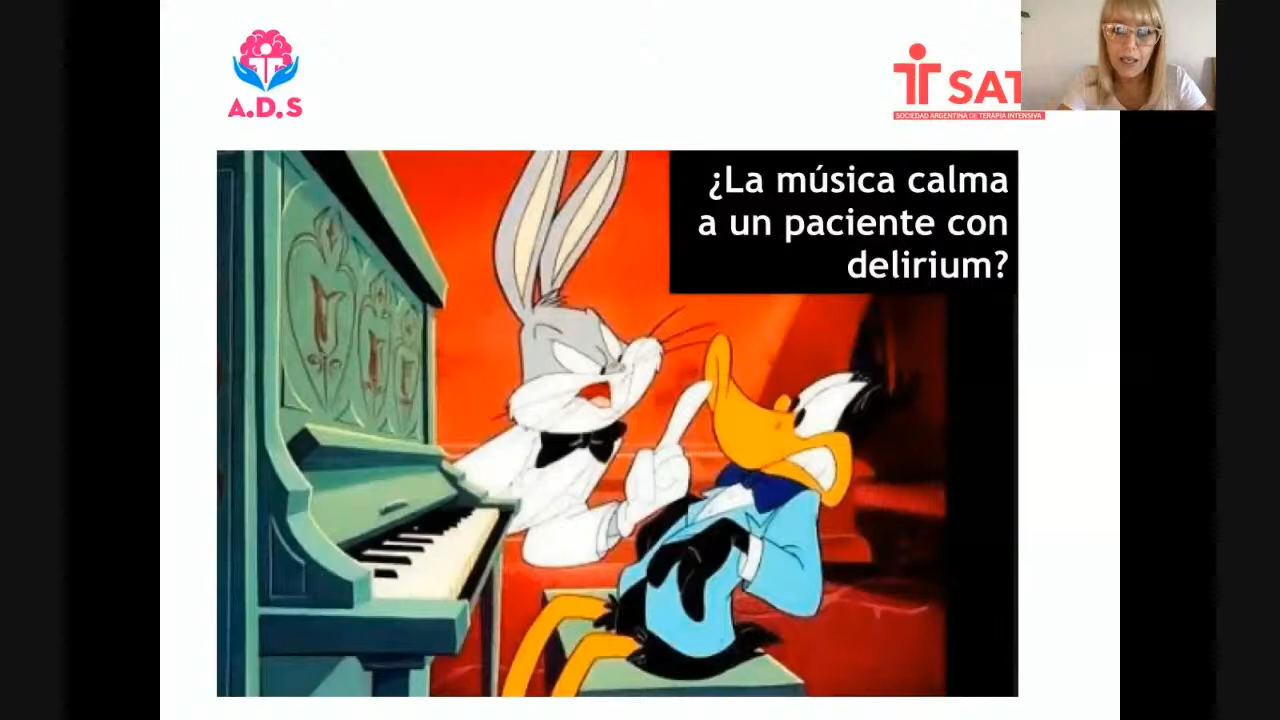 A.D.S
SAT
SOCIEDAD ARGENTINA DE TERAPIA INTENSIVA
¿La música calma
a un paciente con
delirium?